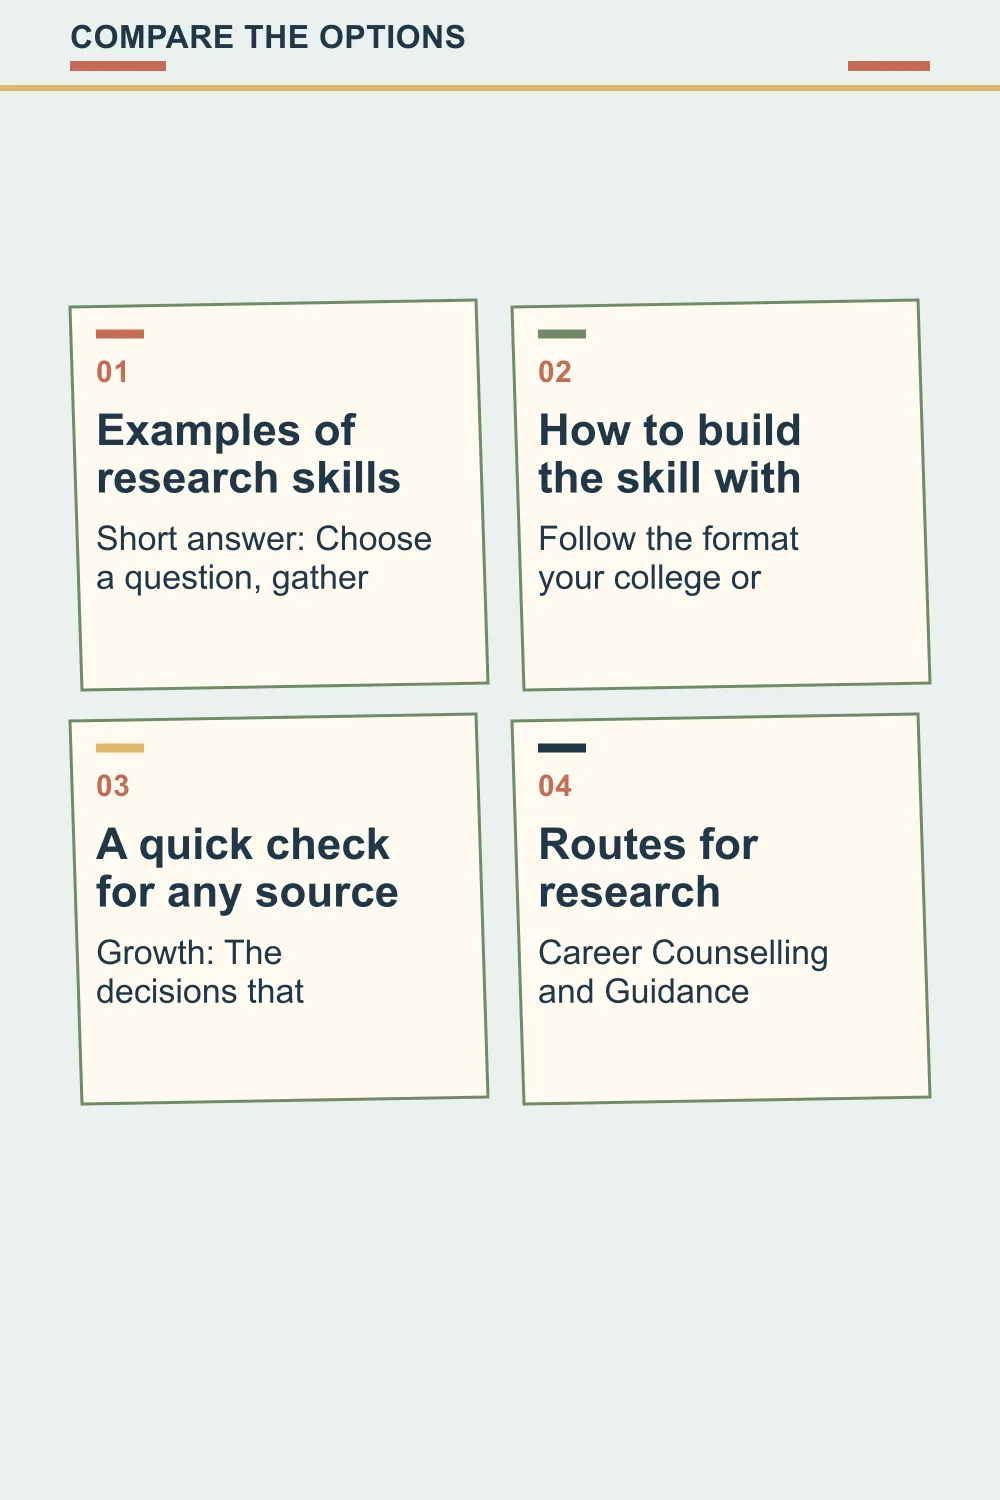 COMPARE THE OPTIONS
01
Examples of
research skills
Short answer: Choose
a question, gather
02
How to build
the skill with
Follow the format
your college or
03
A quick check
for any source
Growth: The
decisions that
04
Routes for
research
Career Counselling
and Guidance